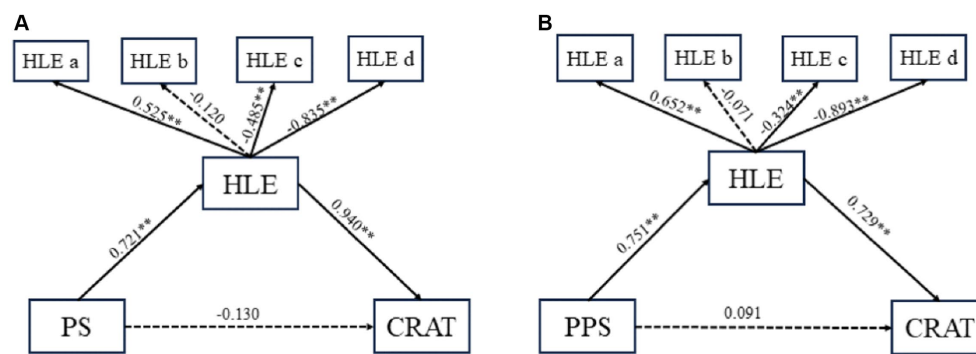 A
HLE a
HLE b
HLE c
HLE d
0.525**
-0.120
-0.485**
-0.835**
HLE
0.721**
0.940**
PS
-0.130
CRAT
B
HLE a
HLE b
HLE c
HLE d
0.652**
-0.071
-0.324**
-0.893**
HLE
0.751**
0.729**
PPS
0.091
CRAT